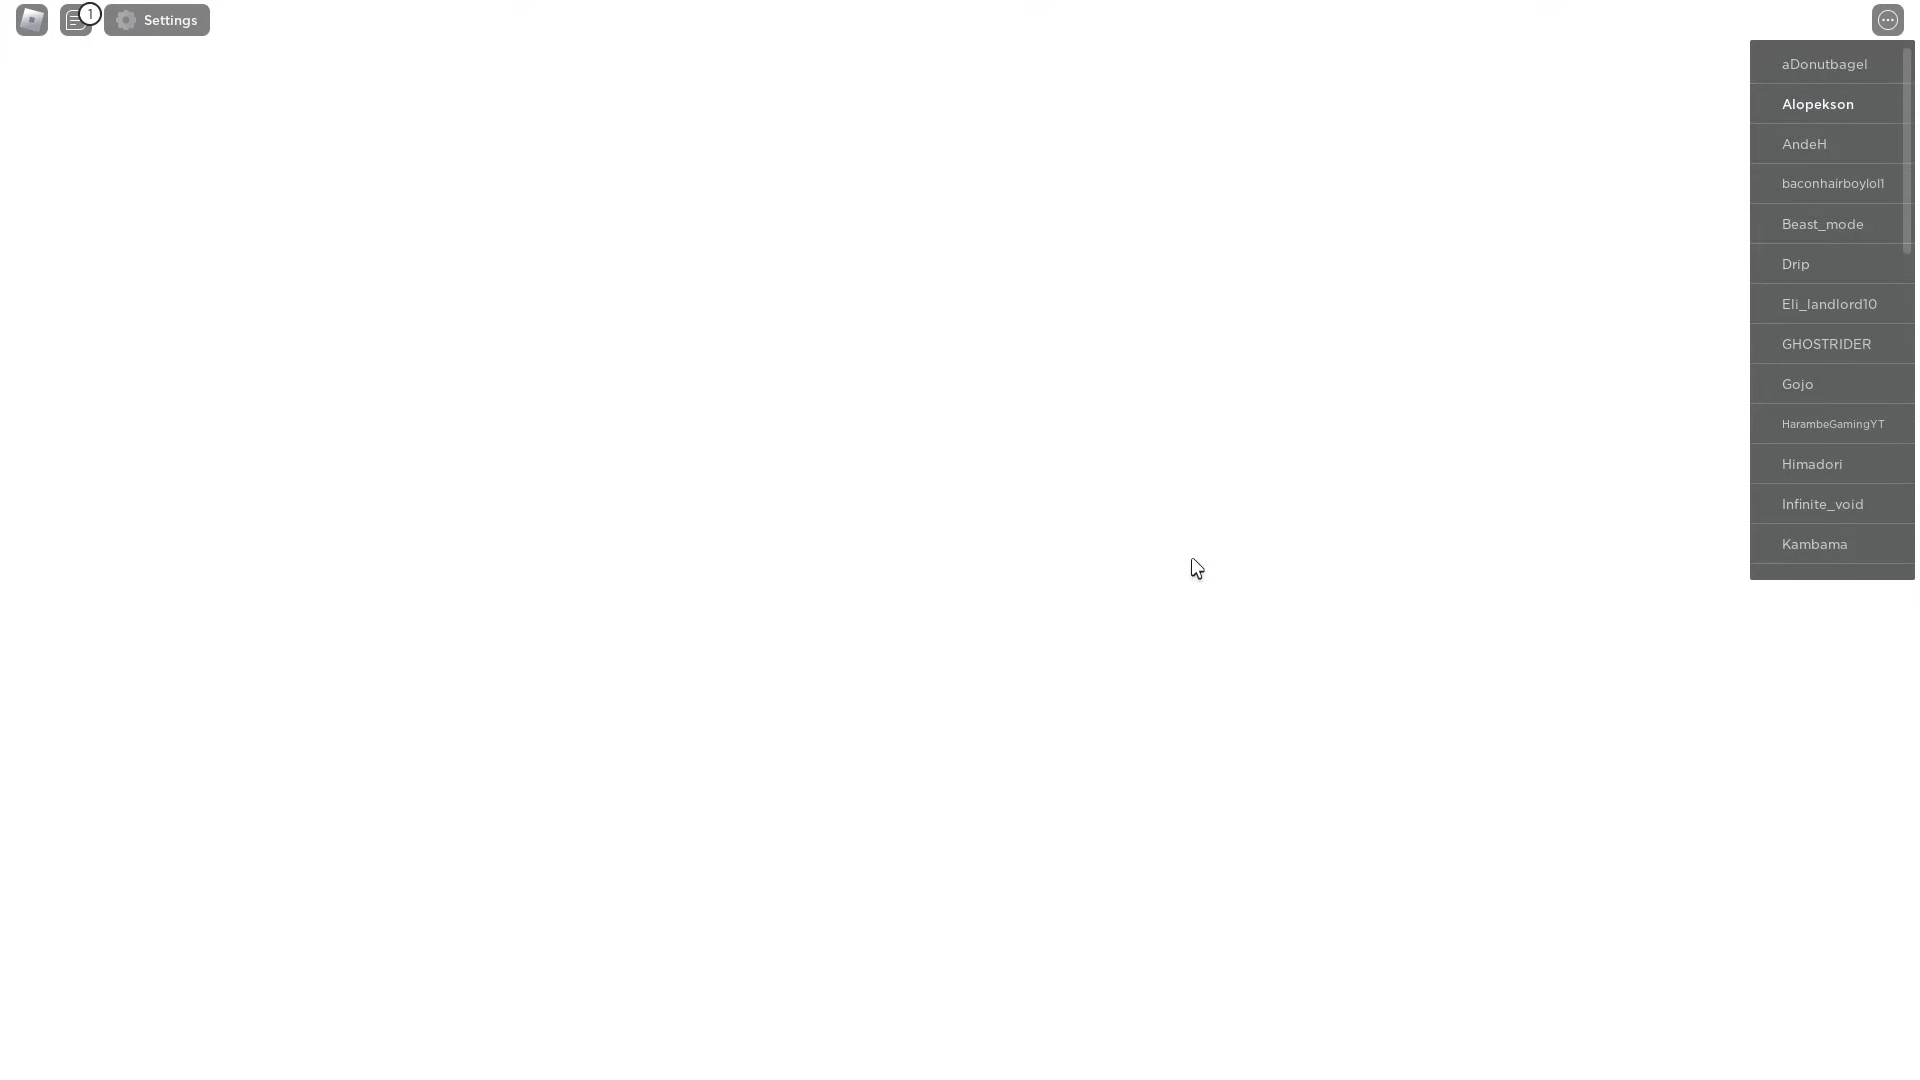 1
Settings
aDonutbagel
Alopekson
AndeH
baconhairboylol1
Beast_mode
Drip
Eli_landlord10
GHOSTRIDER
Gojo
HarambeGamingYT
Himadori
Infinite_void
Kambama